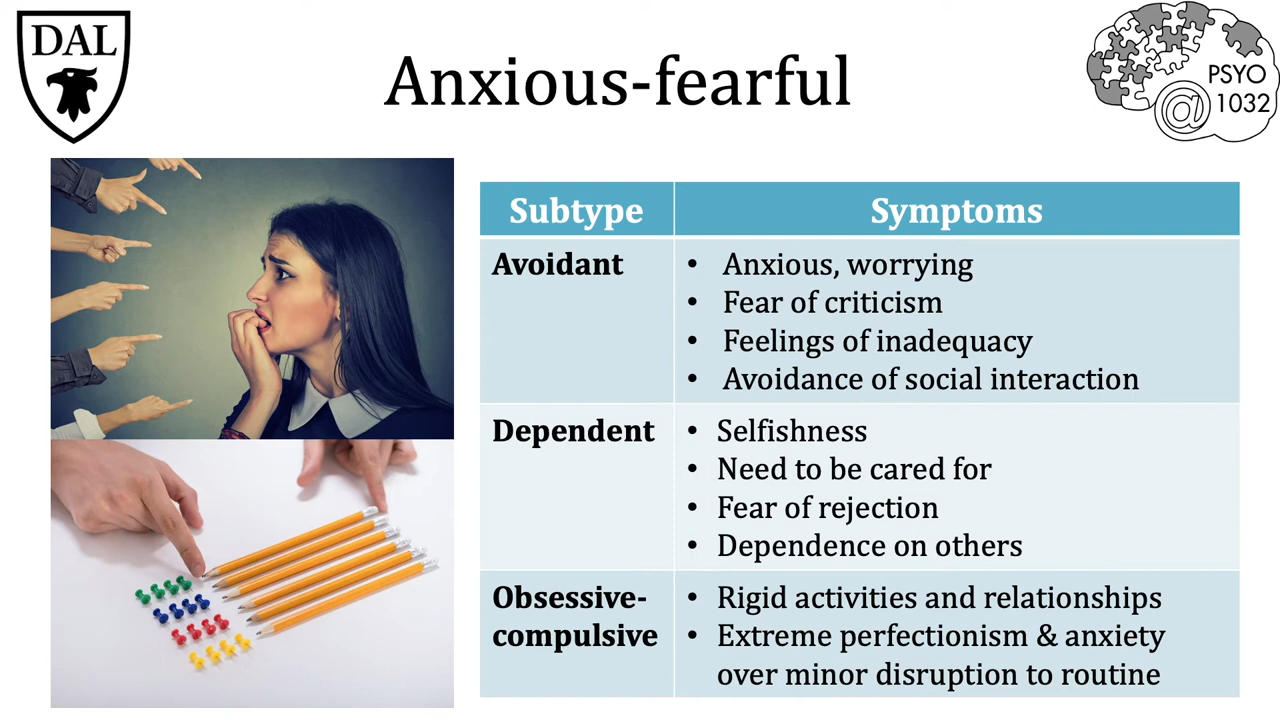 DAL
Anxious-fearful
PSYO
@ 1032
Subtype Symptoms
Avoidant
• Anxious, worrying
• Fear of criticism
• Feelings of inadequacy
• Avoidance of social interaction
Dependent
• Selfishness
• Need to be cared for
• Fear of rejection
• Dependence on others
Obsessive-
compulsive
• Rigid activities and relationships
• Extreme perfectionism & anxiety
over minor disruption to routine